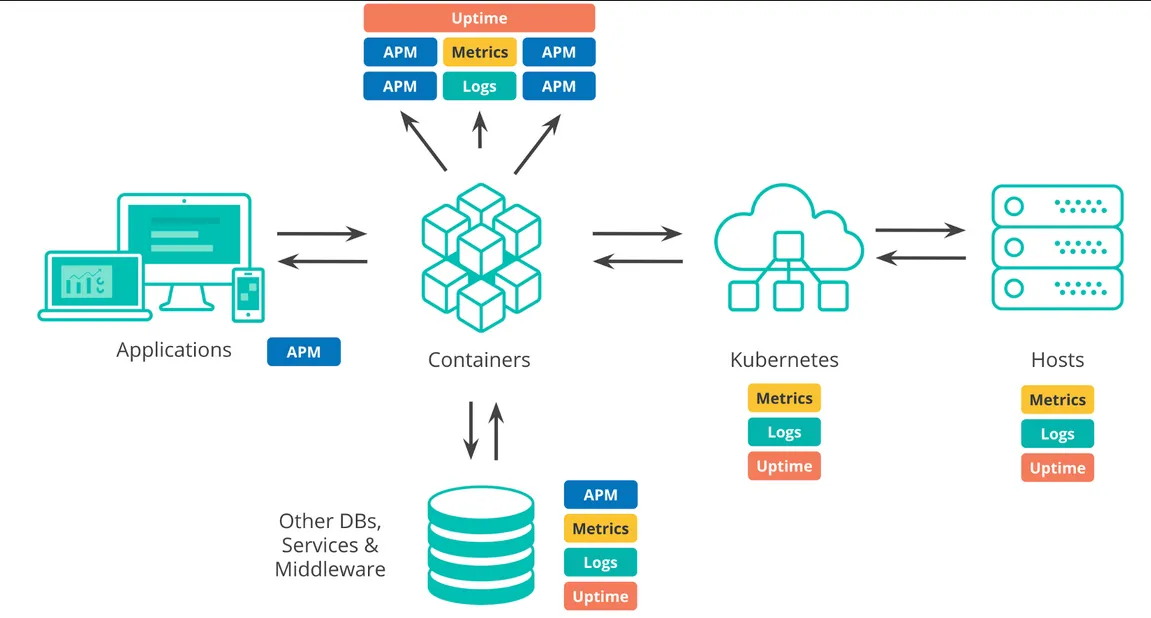 Uptime
APM Metrics APM
APM Logs APM
Applications
APM
Containers
Kubernetes
Metrics
Logs
Uptime
Hosts
Metrics
Logs
Uptime
Other DBs,
Services &
Middleware
APM
Metrics
Logs
Uptime